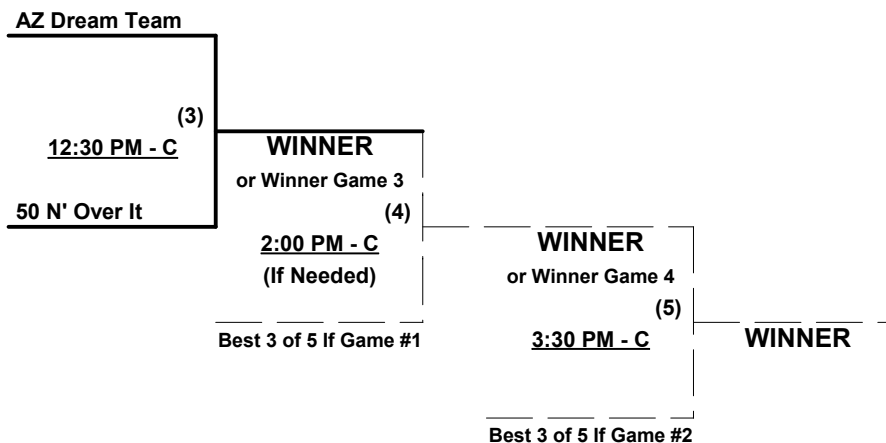 AZ Dream Team
(3)
12:30 PM - C
50 N' Over It
WINNER
or Winner Game 3
(4)
2:00 PM - C
(If Needed)
Best 3 of 5 If Game #1
WINNER
or Winner Game 4
(5)
3:30 PM - C
Best 3 of 5 If Game #2
WINNER